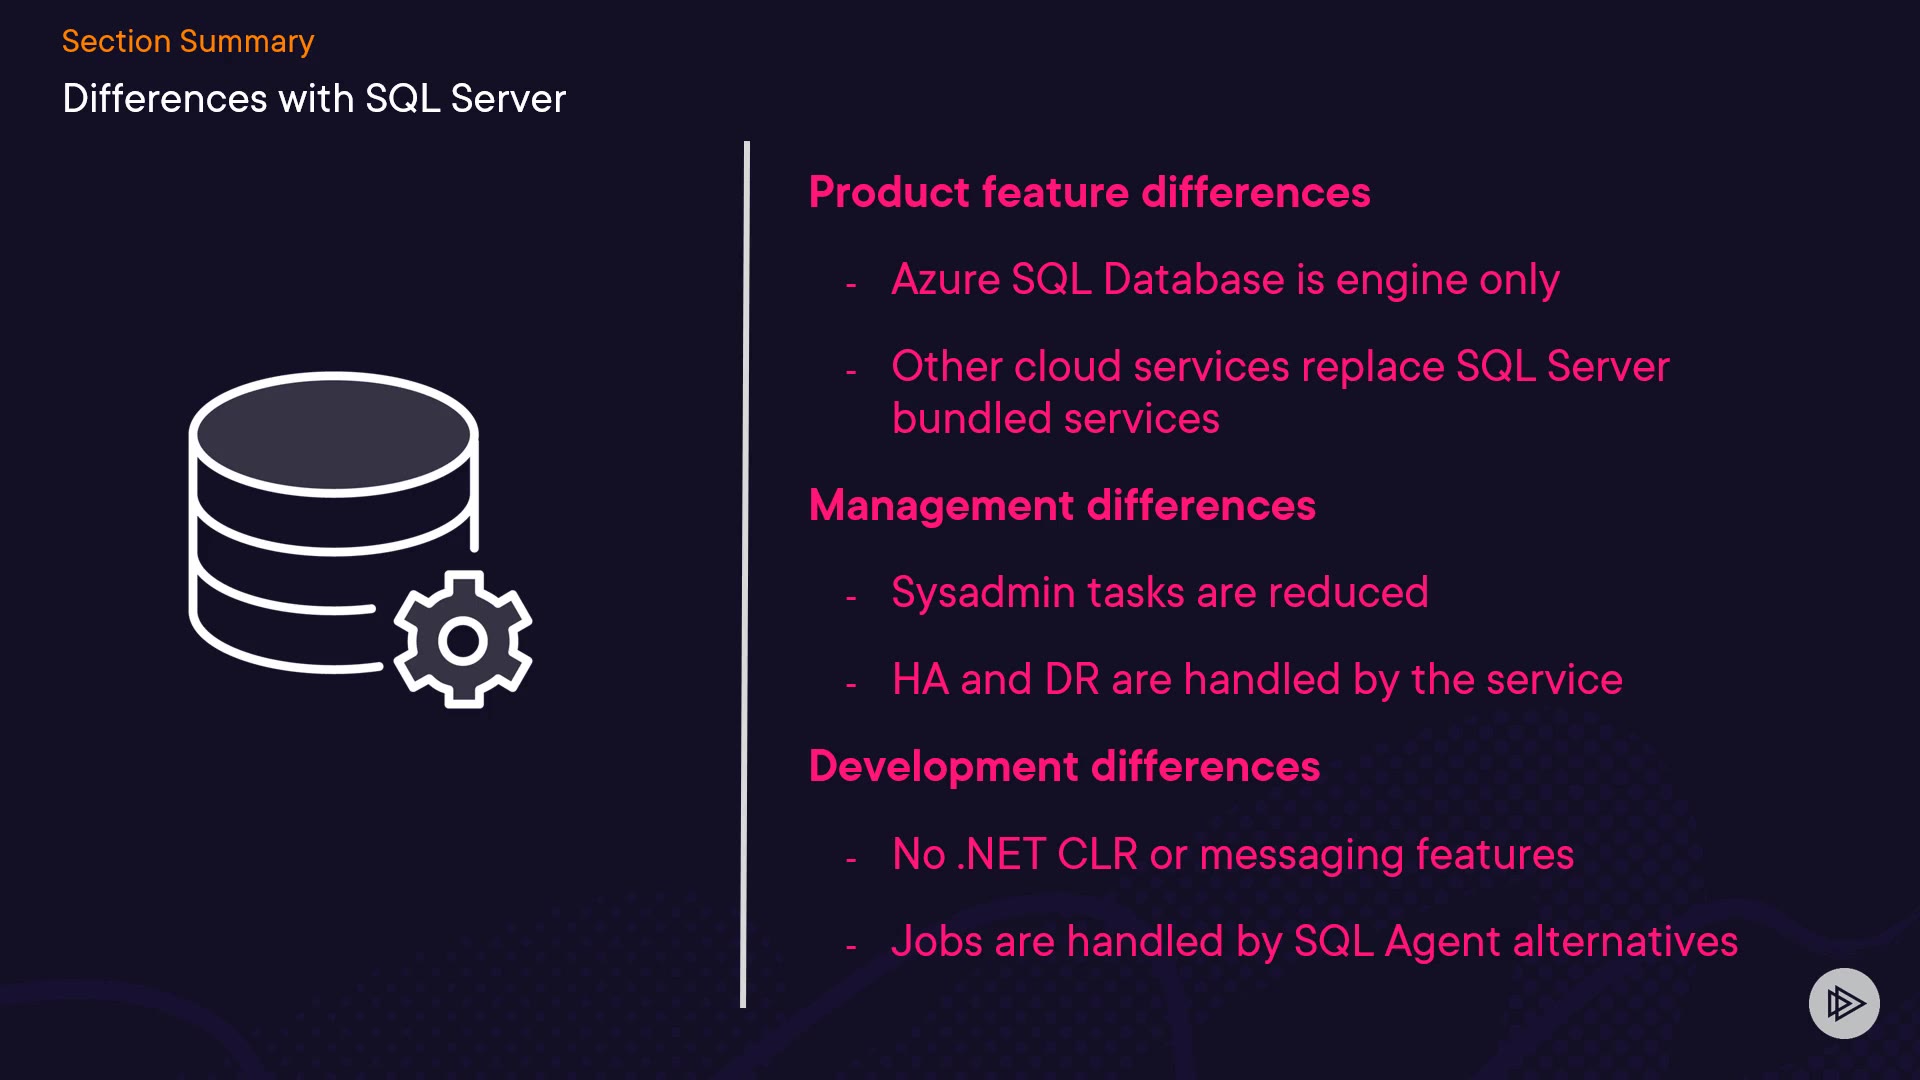 Section Summary
Differences with SQL Server
Product feature differences
- Azure SQL Database is engine only
- Other cloud services replace SQL Server
bundled services
Management differences
- Sysadmin tasks are reduced
- HA and DR are handled by the service
Development differences
- No .NET CLR or messaging features
- Jobs are handled by SQL Agent alternatives